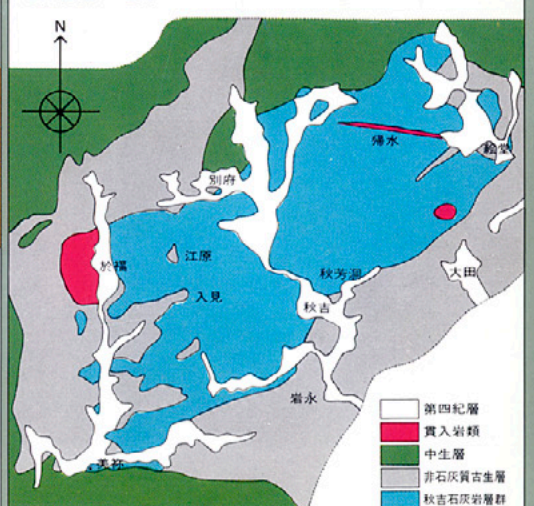 N
帰水
絵堂
別府
於福
江原
秋芳洞
大田
入見
秋吉
岩永
美祢
第四紀層
貫入岩類
中生層
非石灰質古生層
秋吉石灰岩層群